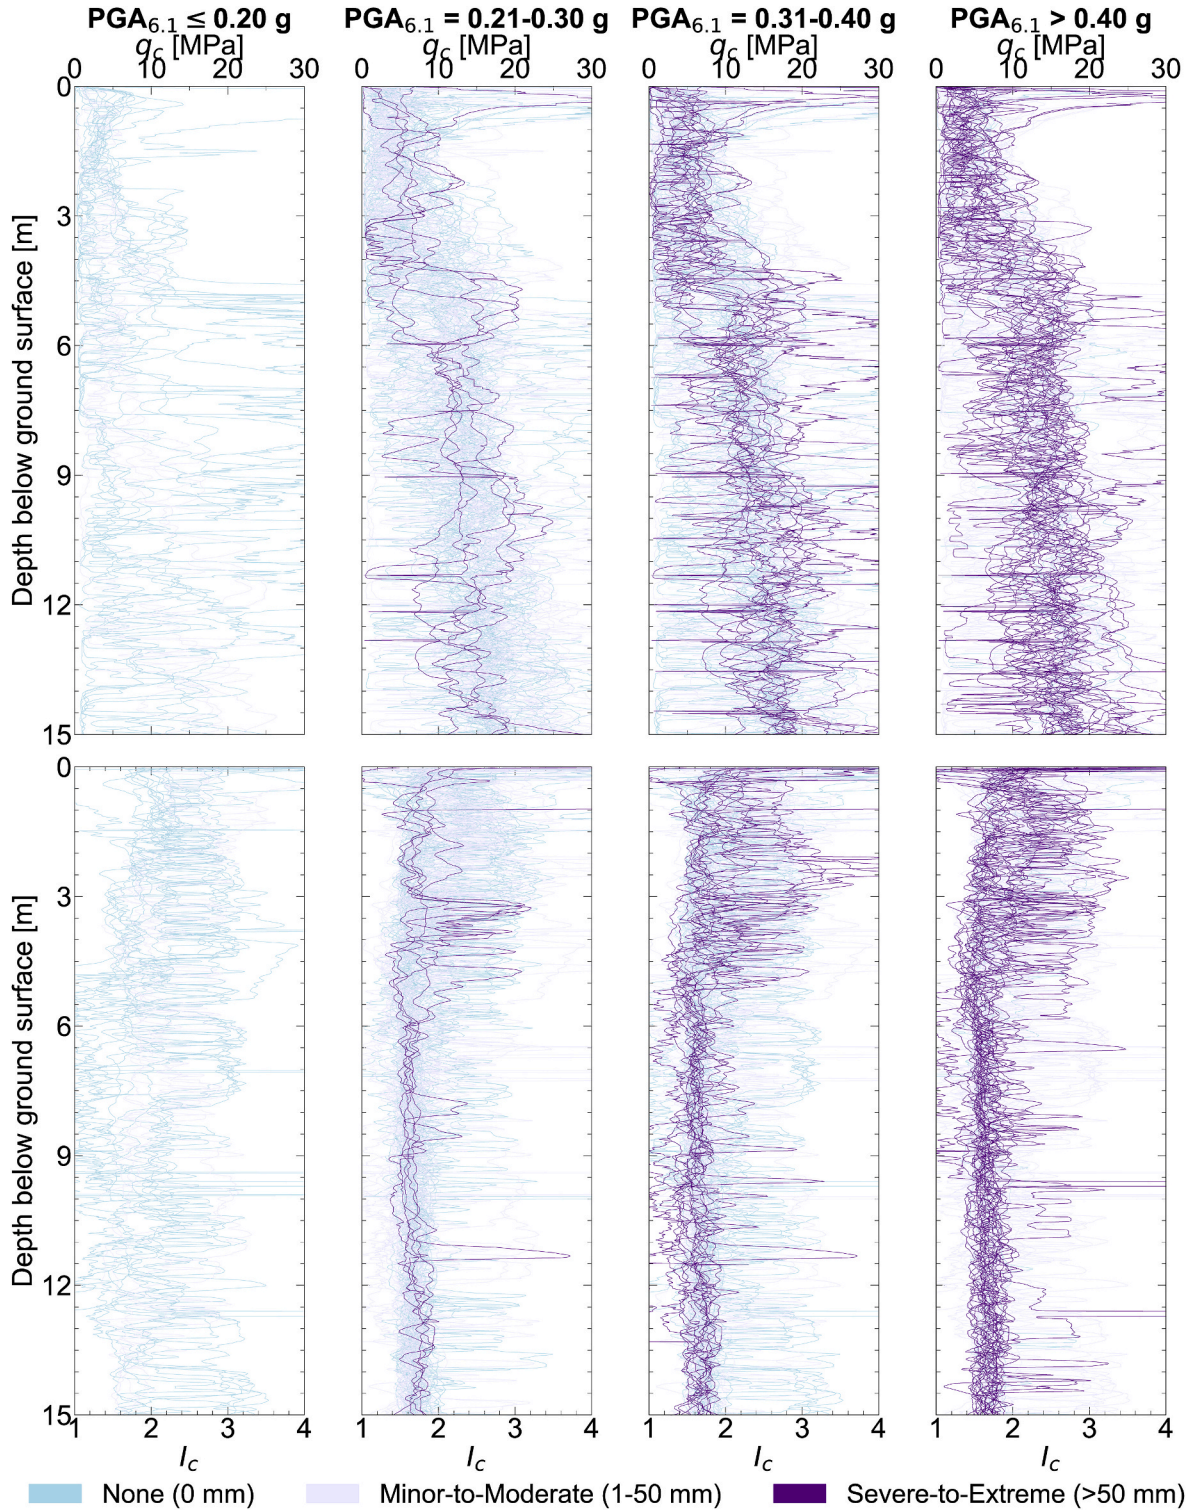 PGA6.1 ≤ 0.20 g PGA6.1 = 0.21-0.30 g PGA6.1 = 0.31-0.40 g PGA6.1 > 0.40 g
qc [MPa] qc [MPa] qc [MPa] qc [MPa]
0 10 20 30 0 10 20 30 0 10 20 30 0 10 20 30
0
3
6
9
12
15
Depth below ground surface [m]
0
3
6
9
12
15
Depth below ground surface [m]
1 2 3 4 1 2 3 4 1 2 3 4 1 2 3 4
Ic Ic Ic Ic
None (0 mm) Minor-to-Moderate (1-50 mm) Severe-to-Extreme (>50 mm)